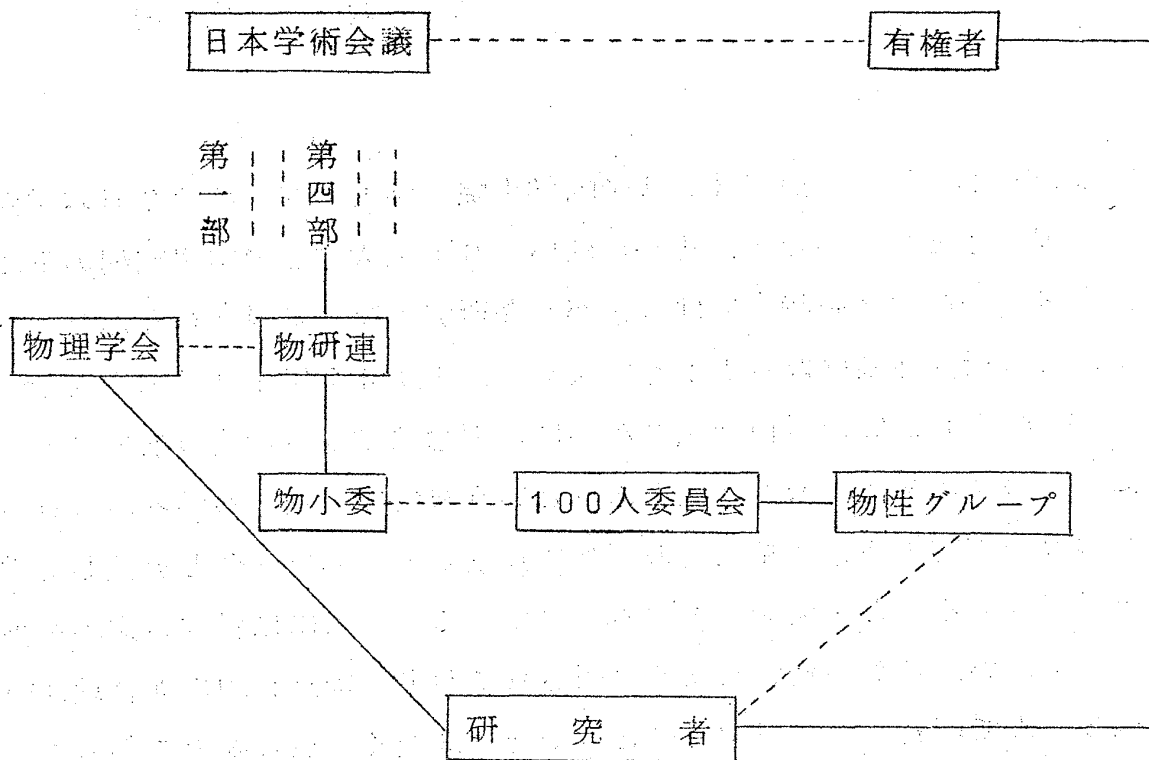 日本学術会議
有権者
第一部
第四部
物理学会
物研連
物小委
100人委員会
物性グループ
研究者